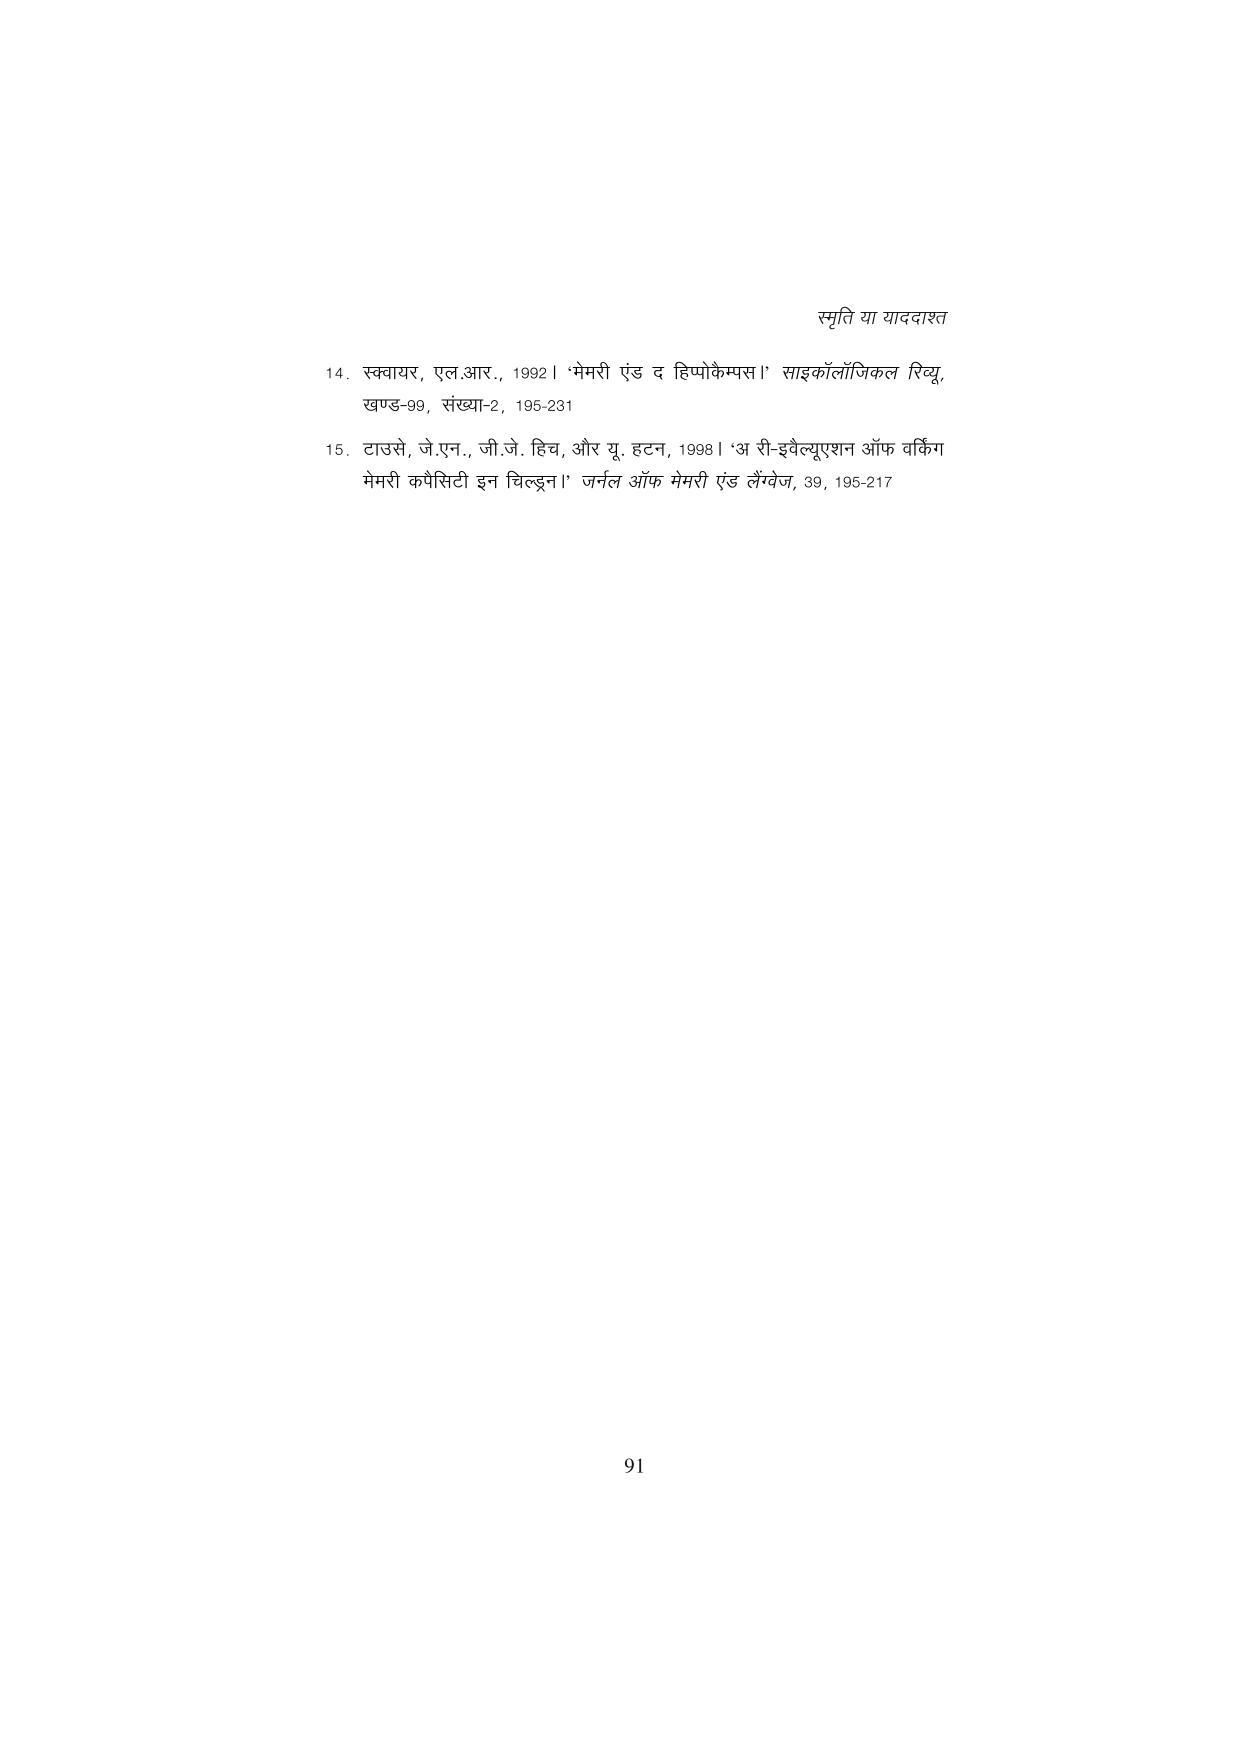 स्मृति या याददाश्त
14. स्क्वायर, एल.आर., 1992। ‘मेमरी एंड द हिप्पोकैम्पस।’ साइकॉलॉजिकल रिव्यू,
खण्ड-99, संख्या-2, 195-231
15. टाउसे, जे.एन., जी.जे. हिच, और यू. हटन, 1998। ‘अ री-इवैल्यूएशन ऑफ वर्किंग
मेमरी कपैसिटी इन चिल्ड्रन।’ जर्नल ऑफ मेमरी एंड लैंग्वेज, 39, 195-217
91